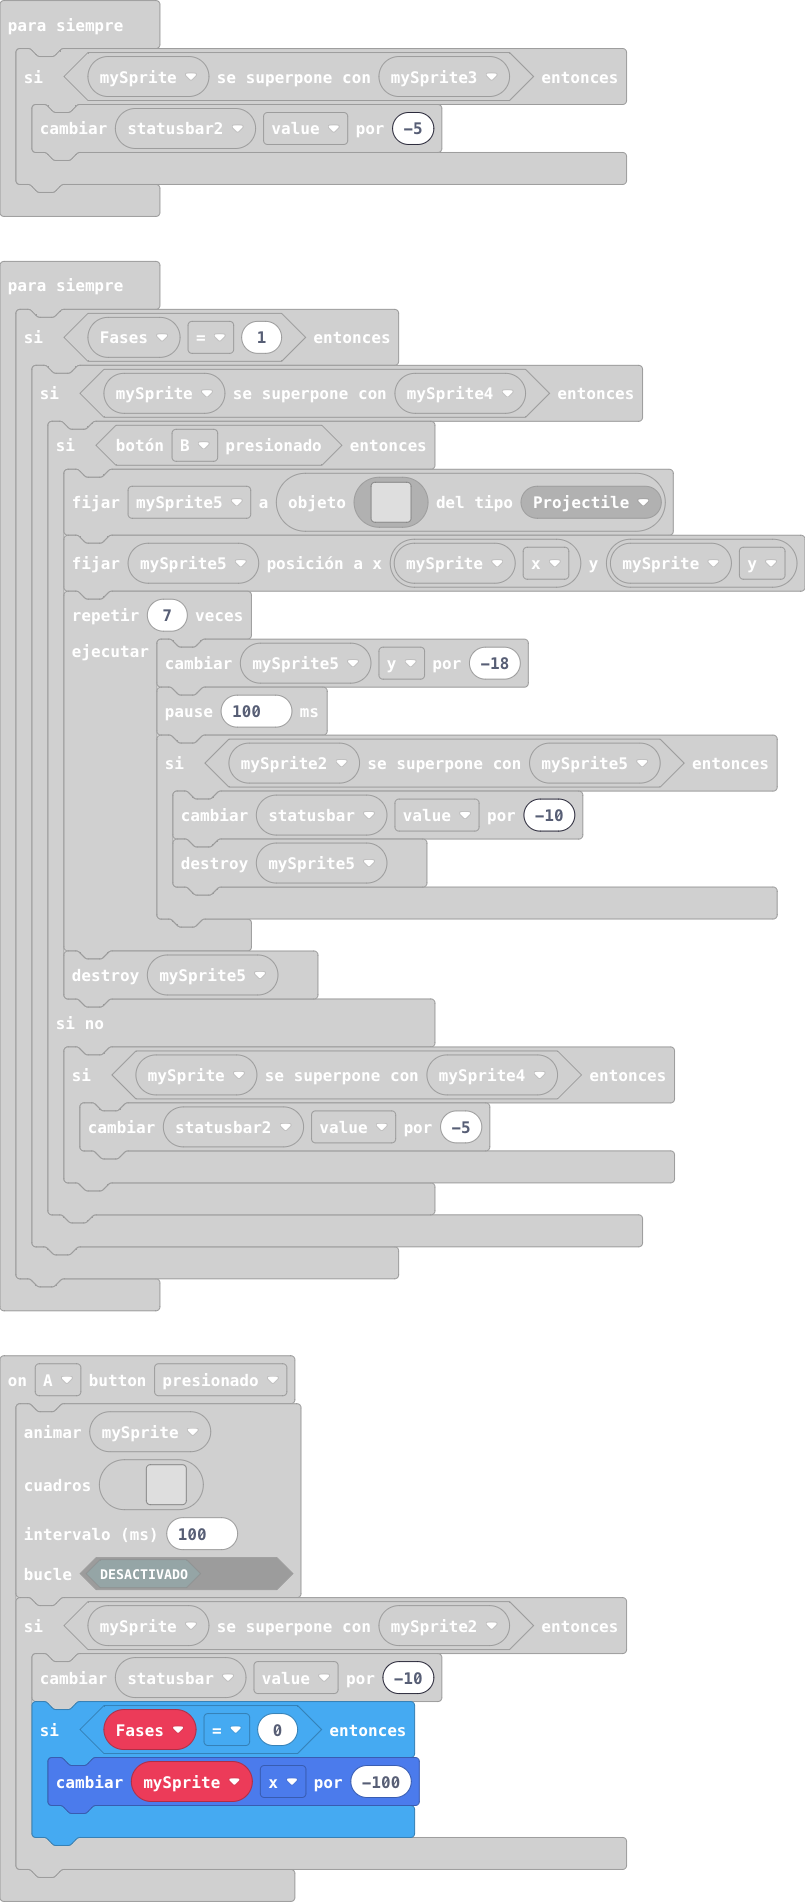 para siempre
si mySprite se superpone con mySprite3 entonces
cambiar statusbar2 value por -5
para siempre
si Fases = 1 entonces
si mySprite se superpone con mySprite4 entonces
si botón B presionado entonces
fijar mySprite5 a objeto del tipo Projectile
fijar mySprite5 posición a x mySprite x y mySprite y
repetir 7 veces
ejecutar
cambiar mySprite5 y por -18
pause 100 ms
si mySprite2 se superpone con mySprite5 entonces
cambiar statusbar value por -10
destroy mySprite5
destroy mySprite5
si no
si mySprite se superpone con mySprite4 entonces
cambiar statusbar2 value por -5
on A button presionado
animar mySprite
cuadros
intervalo (ms) 100
bucle DESACTIVADO
si mySprite se superpone con mySprite2 entonces
cambiar statusbar value por -10
si Fases = 0 entonces
cambiar mySprite x por -100